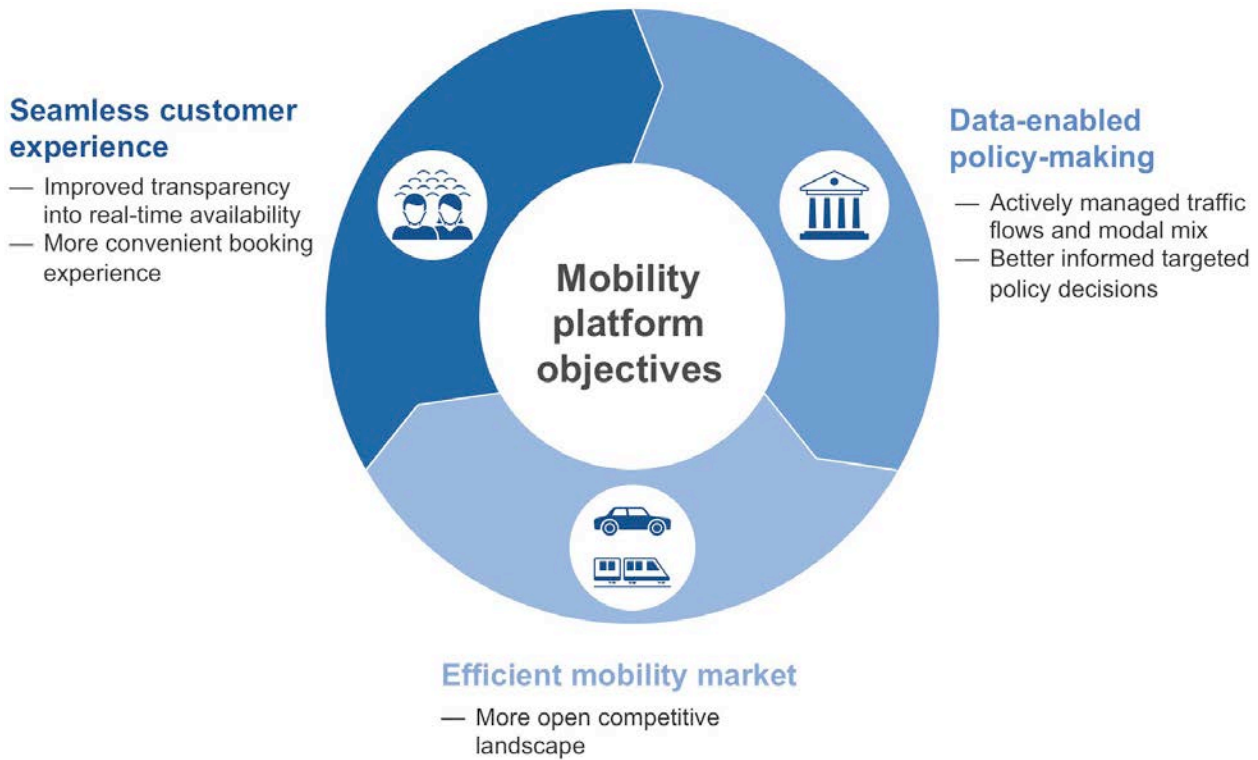 Seamless customer
experience
— Improved transparency
into real-time availability
— More convenient booking
experience
Mobility
platform
objectives
Data-enabled
policy-making
— Actively managed traffic
flows and modal mix
— Better informed targeted
policy decisions
Efficient mobility market
— More open competitive
landscape